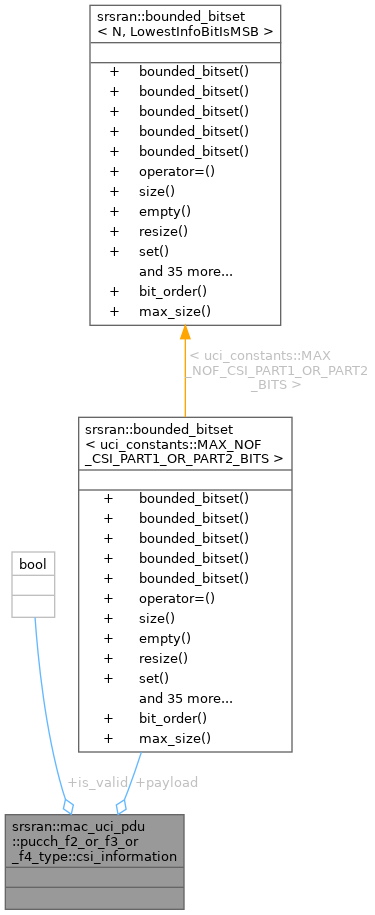 srsran::bounded_bitset
< N, LowestInfoBitIsMSB >
+ bounded_bitset()
+ bounded_bitset()
+ bounded_bitset()
+ bounded_bitset()
+ bounded_bitset()
+ operator=()
+ size()
+ empty()
+ resize()
+ set()
and 35 more...
+ bit_order()
+ max_size()
< uci_constants::MAX
_NOF_CSI_PART1_OR_PART2
_BITS >
srsran::bounded_bitset
< uci_constants::MAX_NOF
_CSI_PART1_OR_PART2_BITS >
+ bounded_bitset()
+ bounded_bitset()
+ bounded_bitset()
+ bounded_bitset()
+ bounded_bitset()
+ operator=()
+ size()
+ empty()
+ resize()
+ set()
and 35 more...
+ bit_order()
+ max_size()
bool
+is_valid
+payload
srsran::mac_uci_pdu
::pucch_f2_or_f3_or
_f4_type::csi_information